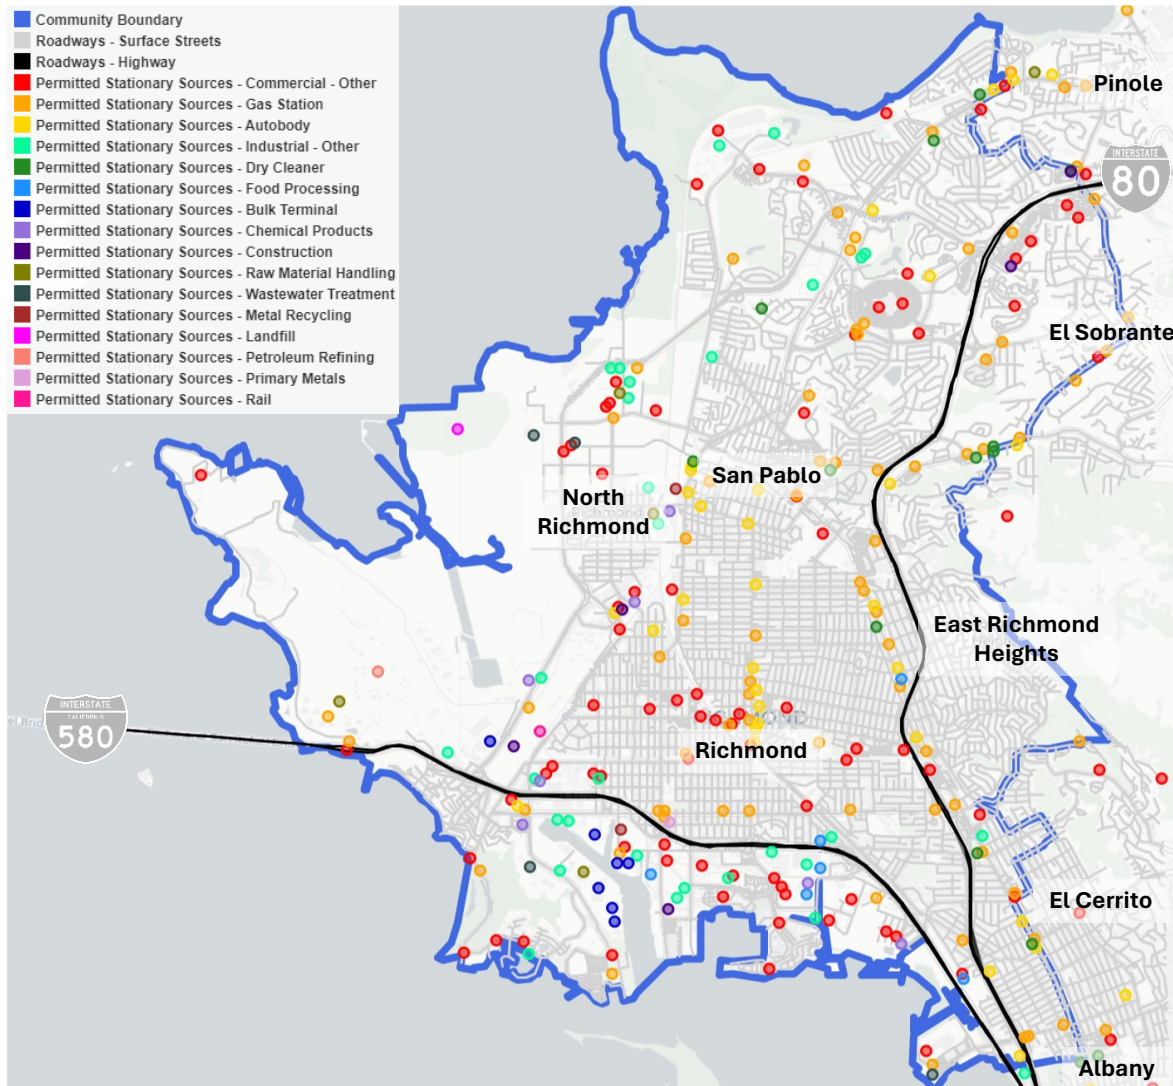 Community Boundary
Roadways - Surface Streets
Roadways - Highway
Permitted Stationary Sources - Commercial - Other
Permitted Stationary Sources - Gas Station
Permitted Stationary Sources - Autobody
Permitted Stationary Sources - Industrial - Other
Permitted Stationary Sources - Dry Cleaner
Permitted Stationary Sources - Food Processing
Permitted Stationary Sources - Bulk Terminal
Permitted Stationary Sources - Chemical Products
Permitted Stationary Sources - Construction
Permitted Stationary Sources - Raw Material Handling
Permitted Stationary Sources - Wastewater Treatment
Permitted Stationary Sources - Metal Recycling
Permitted Stationary Sources - Landfill
Permitted Stationary Sources - Petroleum Refining
Permitted Stationary Sources - Primary Metals
Permitted Stationary Sources - Rail
Pinole
INTERSTATE
80
El Sobrante
San Pablo
North
Richmond
East Richmond
Heights
INTERSTATE
CALIFORNIA
580
Richmond
El Cerrito
Albany